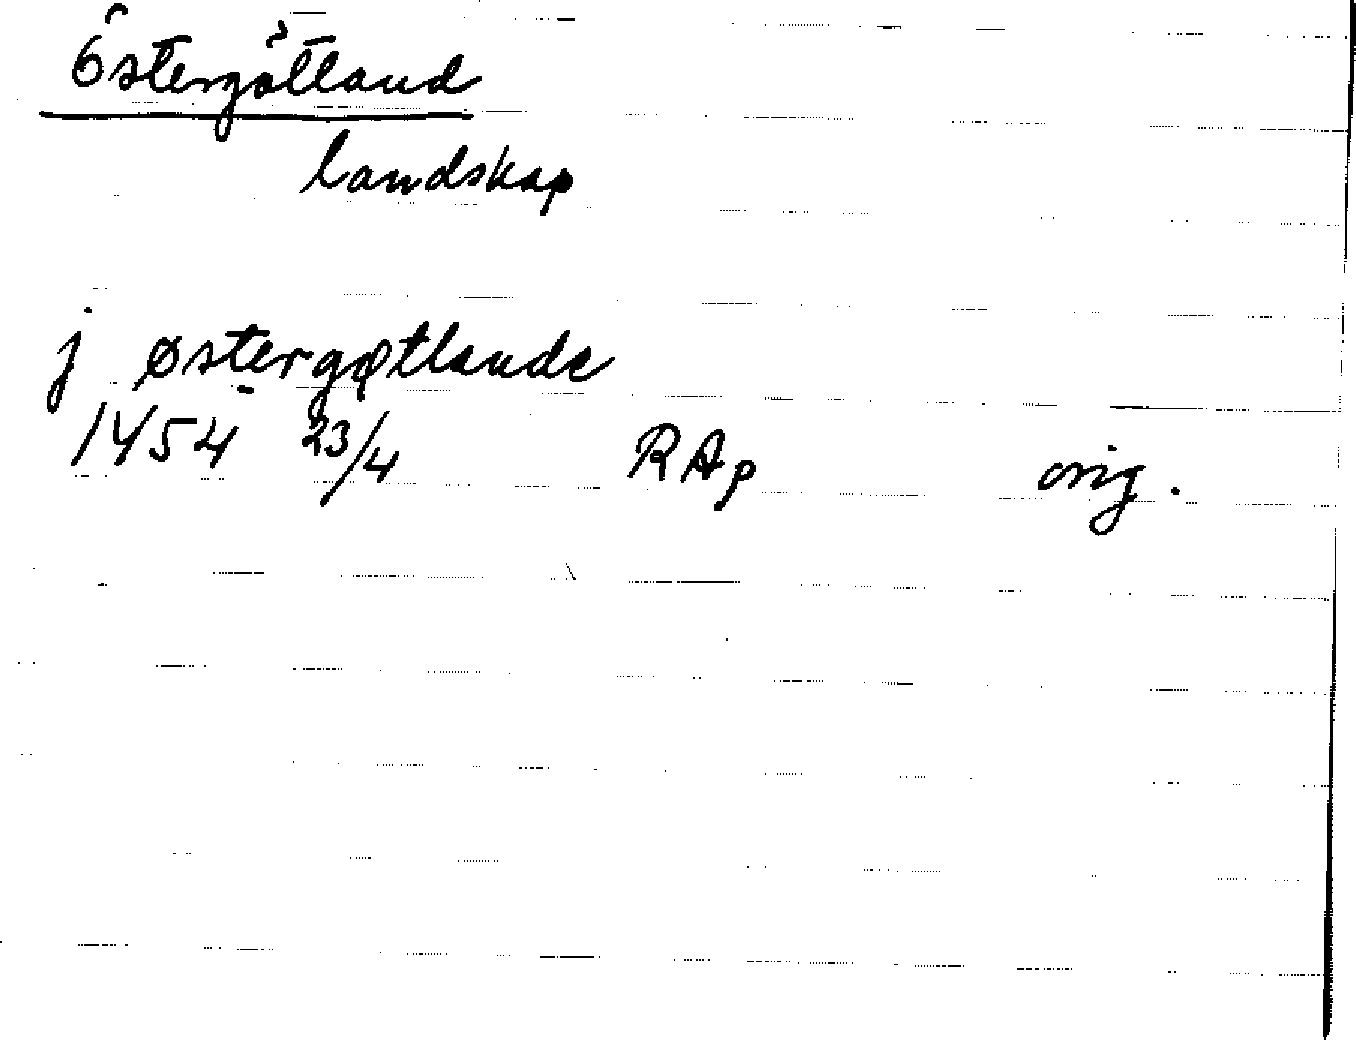 Östergötland
landskap
j østergøtlande
1454 23/4 RAp orig.